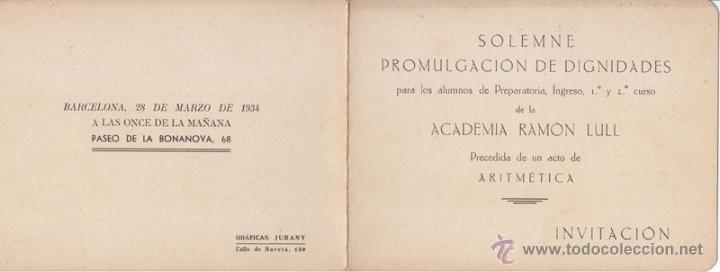 BARCELONA, 28 DE MARZO DE 1934
A LAS ONCE DE LA MAÑANA
PASEO DE LA BONANOVA, 68
GRÁFICAS JUBANY
Calle de Sarriá, 130
SOLEMNE
PROMULGACIÓN DE DIGNIDADES
para los alumnos de Preparatoria, Ingreso, 1.º y 2.º curso
de la
ACADEMIA RAMÓN LULL
Precedida de un acto de
ARITMÉTICA
INVITACIÓN
© www.todocoleccion.net